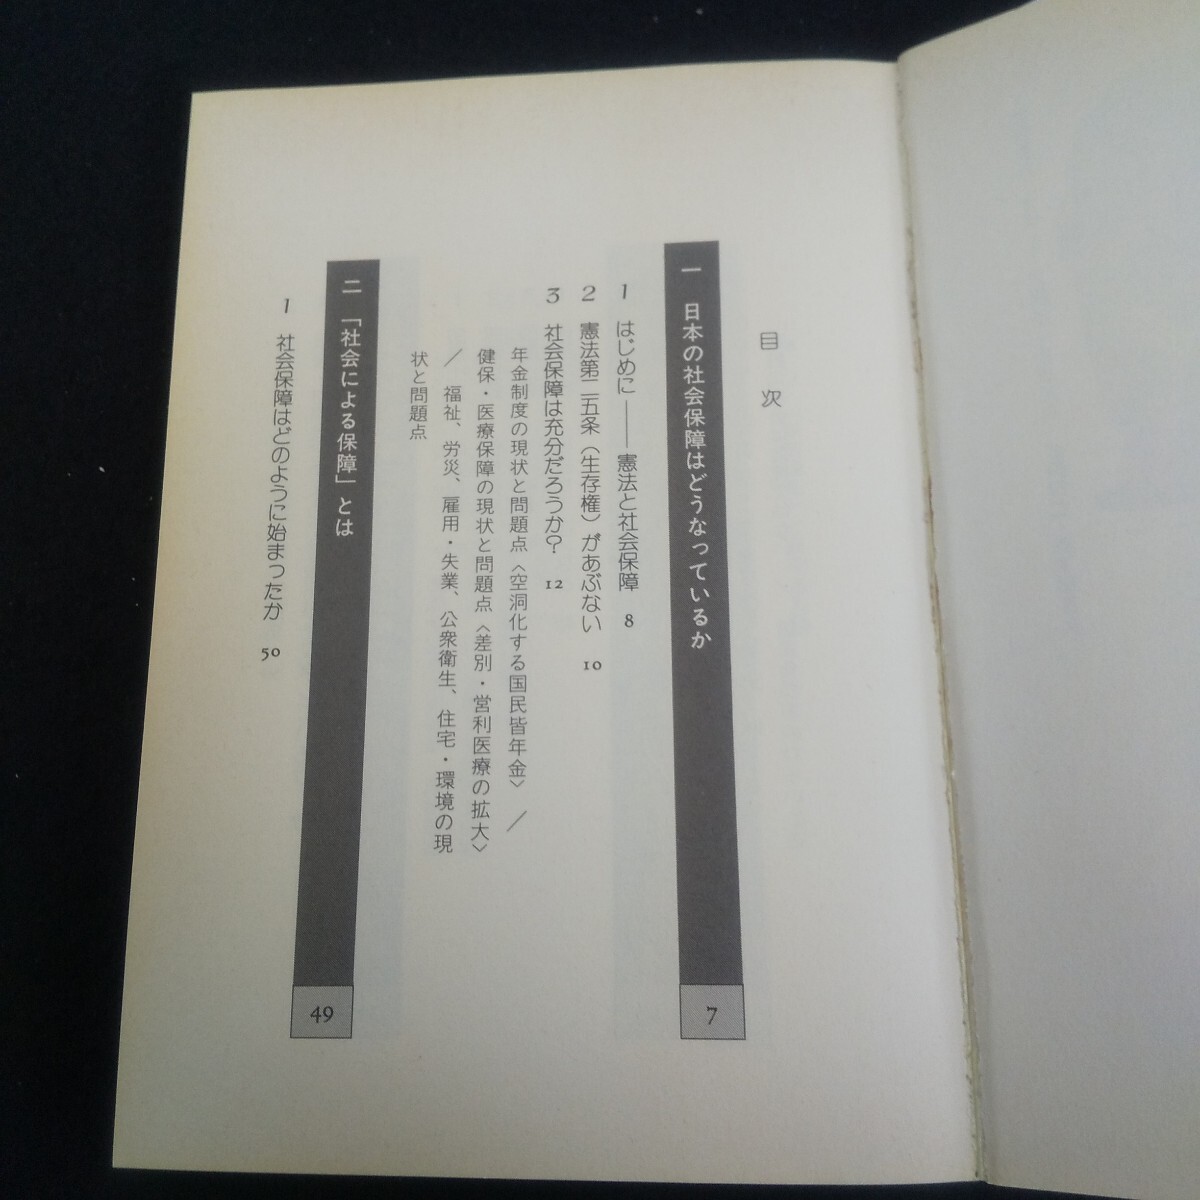 目次
一 日本の社会保障はどうなっているか 7
1 はじめに——憲法と社会保障 8
2 憲法第二五条（生存権）があぶない 10
3 社会保障は充分だろうか？ 12
年金制度の現状と問題点〈空洞化する国民皆年金〉／
健保・医療保障の現状と問題点〈差別・営利医療の拡大〉
／福祉、労災、雇用・失業、公衆衛生、住宅・環境の現
状と問題点
二 「社会による保障」とは 49
1 社会保障はどのように始まったか 50